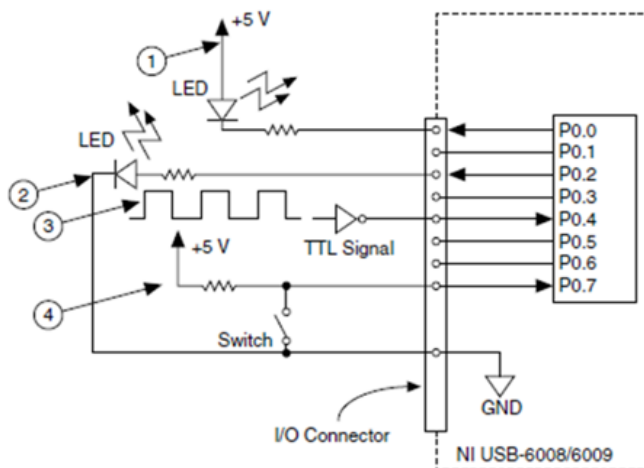 +5 V
1
LED
LED
P0.0
P0.1
2
P0.2
P0.3
3
P0.4
+5 V
TTL Signal
P0.5
P0.6
4
P0.7
Switch
GND
I/O Connector
NI USB-6008/6009